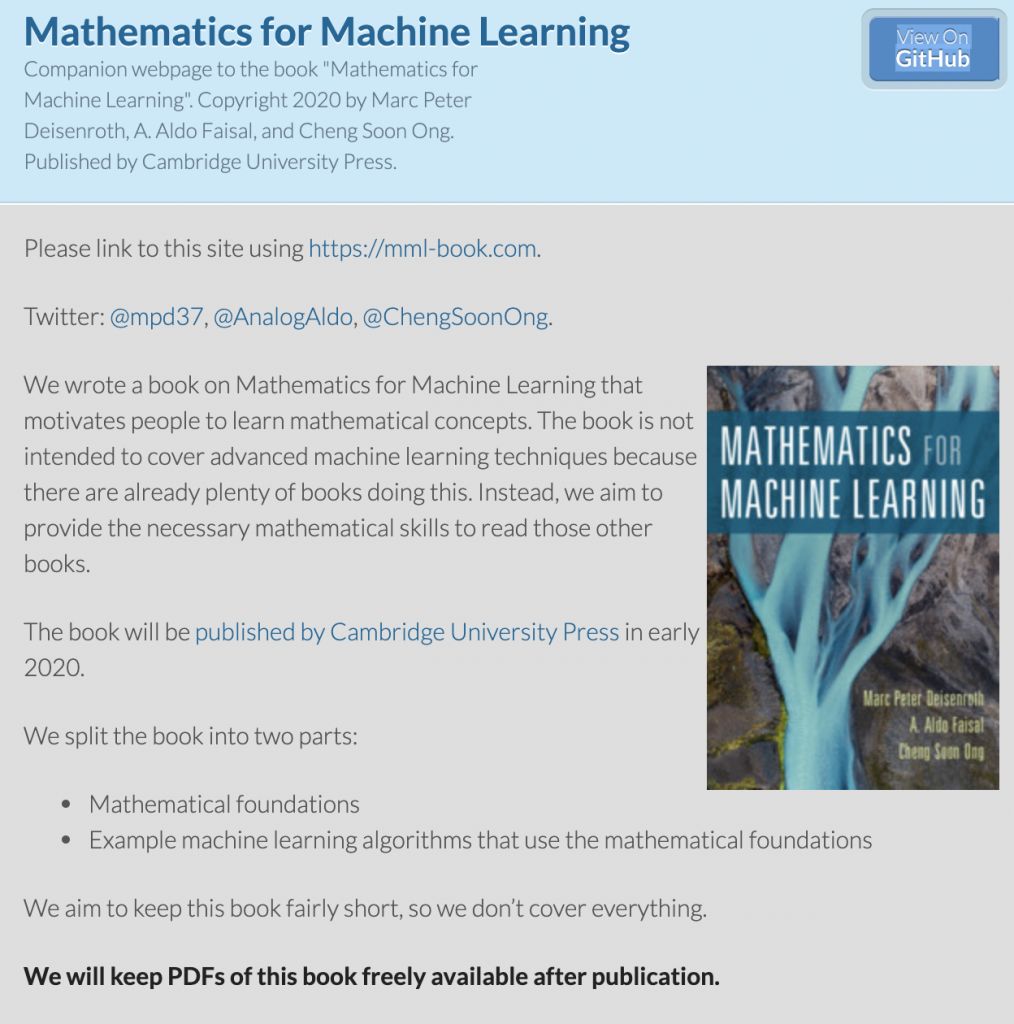 Mathematics for Machine Learning
Companion webpage to the book "Mathematics for
Machine Learning". Copyright 2020 by Marc Peter
Deisenroth, A. Aldo Faisal, and Cheng Soon Ong.
Published by Cambridge University Press.
View On
GitHub
Please link to this site using https://mml-book.com.
Twitter: @mpd37, @AnalogAldo, @ChengSoonOng.
We wrote a book on Mathematics for Machine Learning that
motivates people to learn mathematical concepts. The book is not
intended to cover advanced machine learning techniques because
there are already plenty of books doing this. Instead, we aim to
provide the necessary mathematical skills to read those other
books.
The book will be published by Cambridge University Press in early
2020.
We split the book into two parts:
• Mathematical foundations
• Example machine learning algorithms that use the mathematical foundations
We aim to keep this book fairly short, so we don’t cover everything.
We will keep PDFs of this book freely available after publication.
MATHEMATICS FOR
MACHINE LEARNING
Marc Peter Deisenroth
A. Aldo Faisal
Cheng Soon Ong